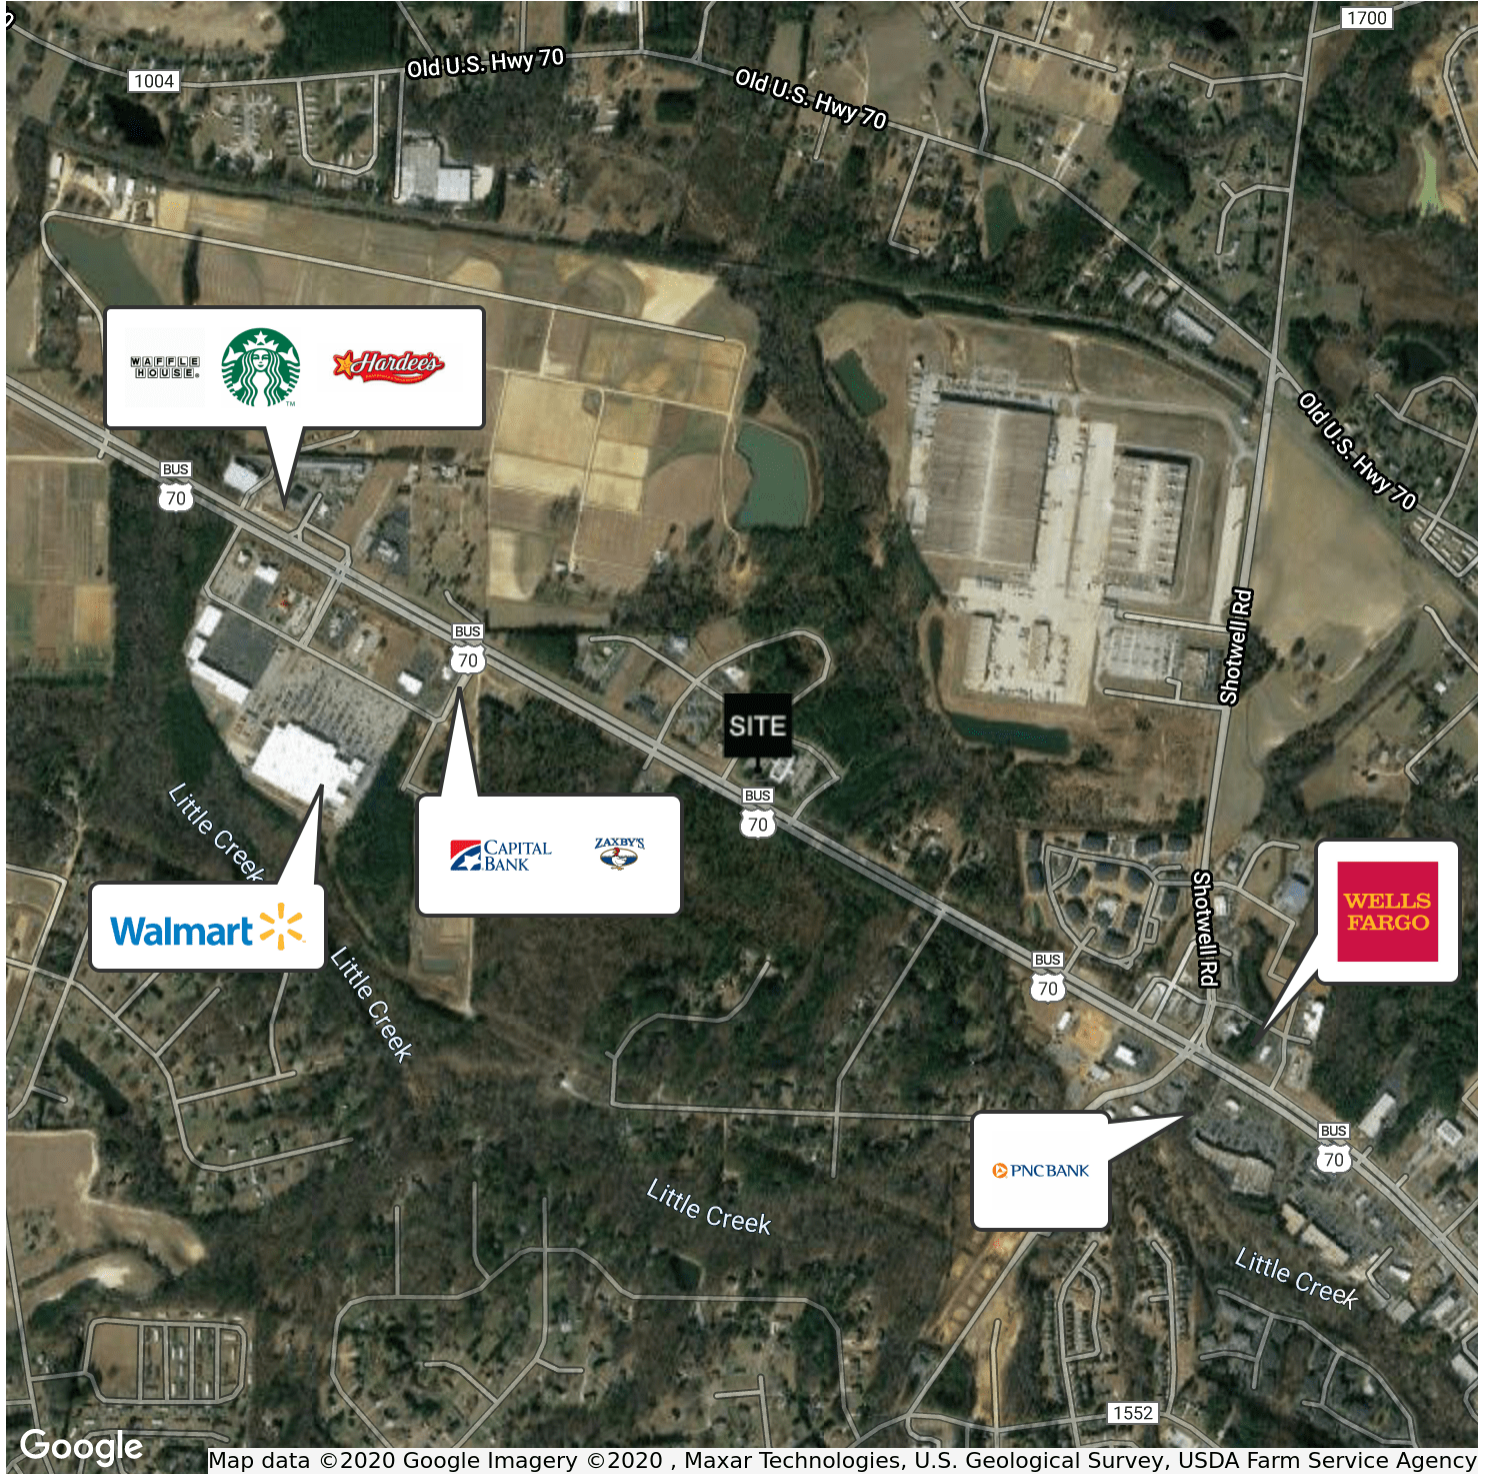 1700
1004
Old U.S. Hwy 70
Old U.S. Hwy 70
WAFFLE
HOUSE
TM
Hardee's
Old U.S. Hwy 70
BUS
70
Shotwell Rd
BUS
70
SITE
BUS
70
Little Creek
CAPITAL
BANK
ZAXBY'S
Walmart
WELLS
FARGO
Shotwell Rd
Little Creek
BUS
70
BUS
70
PNC BANK
Little Creek
Little Creek
1552
Google
Map data ©2020 Google Imagery ©2020 , Maxar Technologies, U.S. Geological Survey, USDA Farm Service Agency